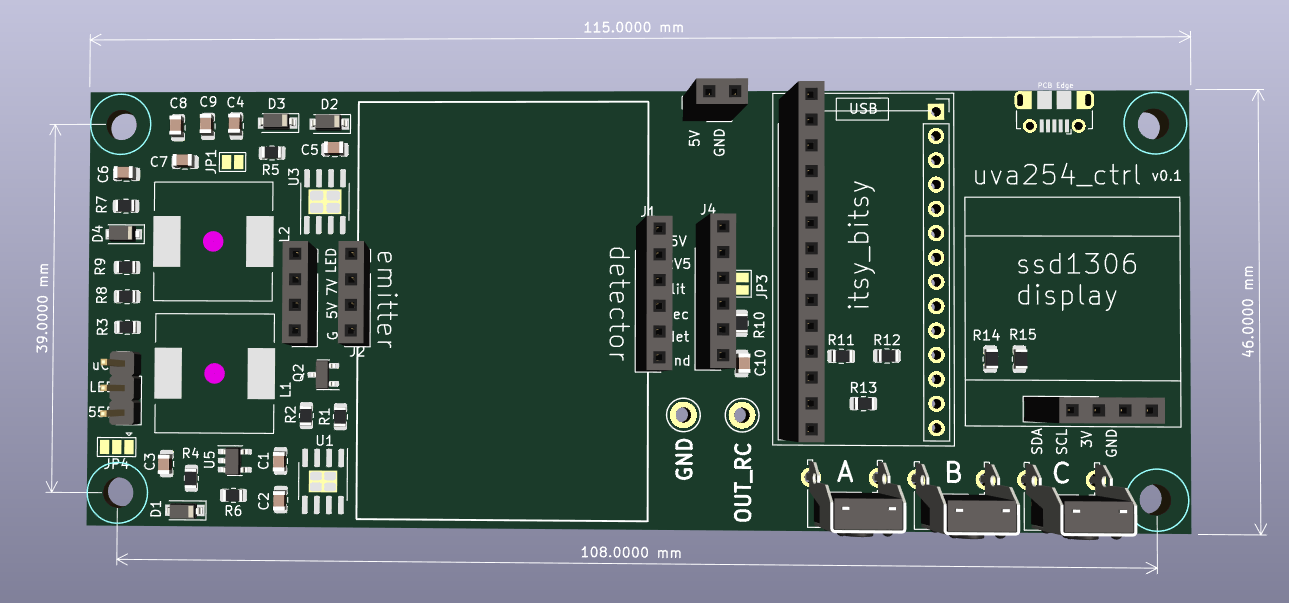 115.0000 mm
PCB Edge
C8
C9
C4
D3
D2
USB
C7
JP1
R5
C5
5V
GND
C6
U3
uva254_ctrl v0.1
R7
D4
L2
J1
J4
itsy_bitsy
R9
LED
7V
5V
G
emitter
detector
5V
lit
JP3
ssd1306
display
R8
R3
J2
R10
R11
R12
R14
R15
39.0000 mm
46.0000 mm
Q2
C10
L1
R13
R2
R1
JP4
C3
R4
U5
C1
U1
GND
OUT_RC
SDA
SCL
3V
GND
A
B
C
D1
R6
C2
108.0000 mm